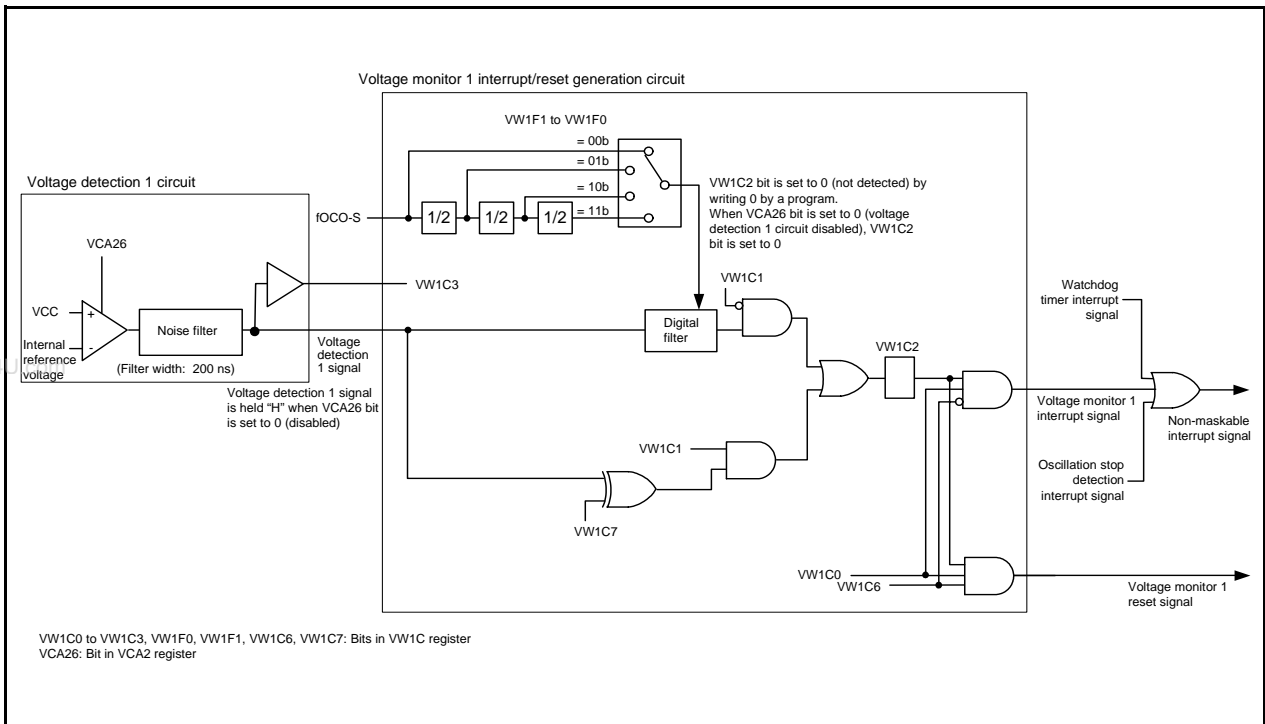 Voltage monitor 1 interrupt/reset generation circuit
VW1F1 to VW1F0
= 00b
= 01b
= 10b
= 11b
fOCO-S
1/2
1/2
1/2
VW1C2 bit is set to 0 (not detected) by
writing 0 by a program.
When VCA26 bit is set to 0 (voltage
detection 1 circuit disabled), VW1C2
bit is set to 0
Voltage detection 1 circuit
VCA26
VCC
+
-
Internal
reference
voltage
Noise filter
(Filter width: 200 ns)
VW1C3
Voltage
detection
1 signal
Voltage detection 1 signal
is held “H” when VCA26 bit
is set to 0 (disabled)
Digital
filter
VW1C1
VW1C2
VW1C1
VW1C7
VW1C0
VW1C6
Watchdog
timer interrupt
signal
Voltage monitor 1
interrupt signal
Non-maskable
interrupt signal
Oscillation stop
detection
interrupt signal
Voltage monitor 1
reset signal
VW1C0 to VW1C3, VW1F0, VW1F1, VW1C6, VW1C7: Bits in VW1C register
VCA26: Bit in VCA2 register